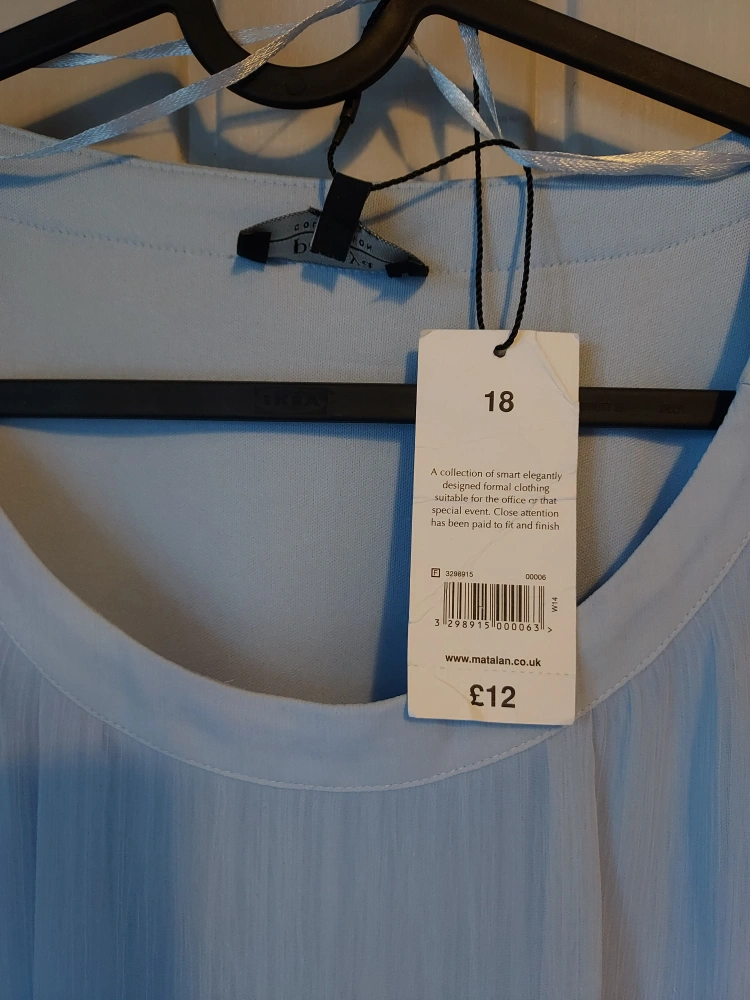 IKEA
18
A collection of smart elegantly
designed formal clothing
suitable for the office or that
special event. Close attention
has been paid to fit and finish
F 3298915 00006
W14
3 298915 000063 >
www.matalan.co.uk
£12